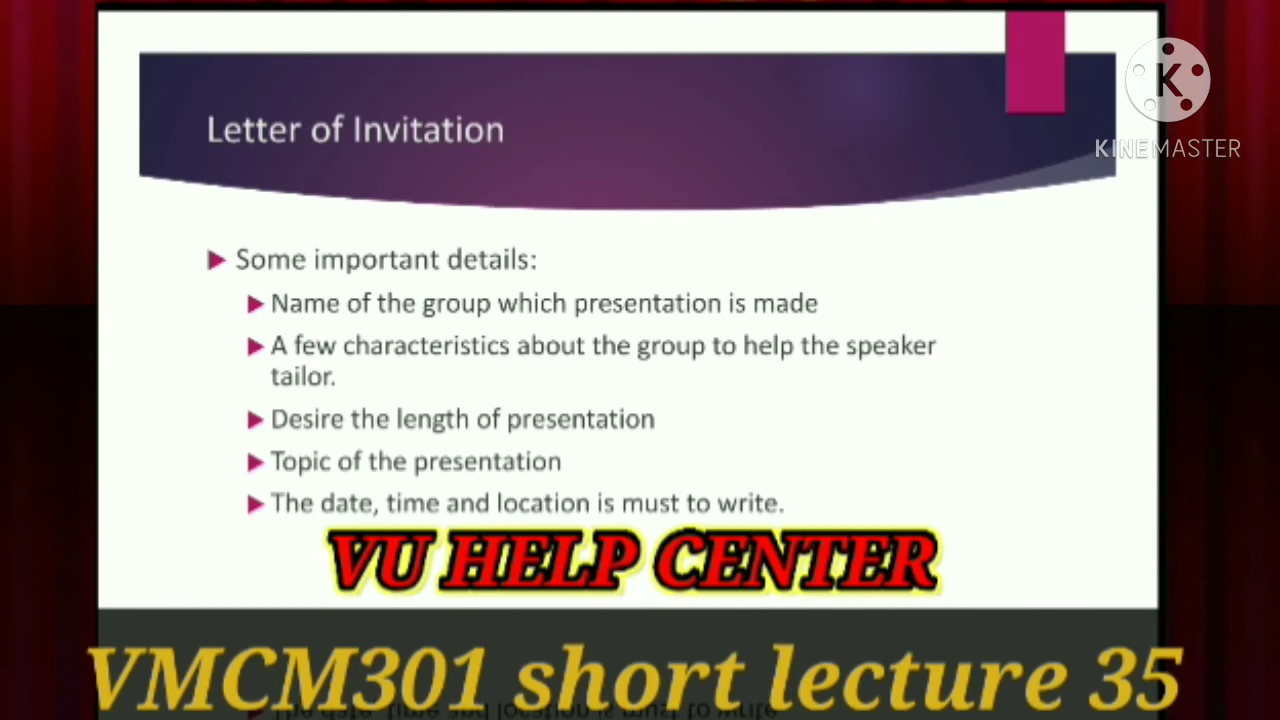 Letter of Invitation
K
KINEMASTER
Some important details:
Name of the group which presentation is made
A few characteristics about the group to help the speaker
tailor.
Desire the length of presentation
Topic of the presentation
The date, time and location is must to write.
VU HELP CENTER
VMCM301 short lecture 35